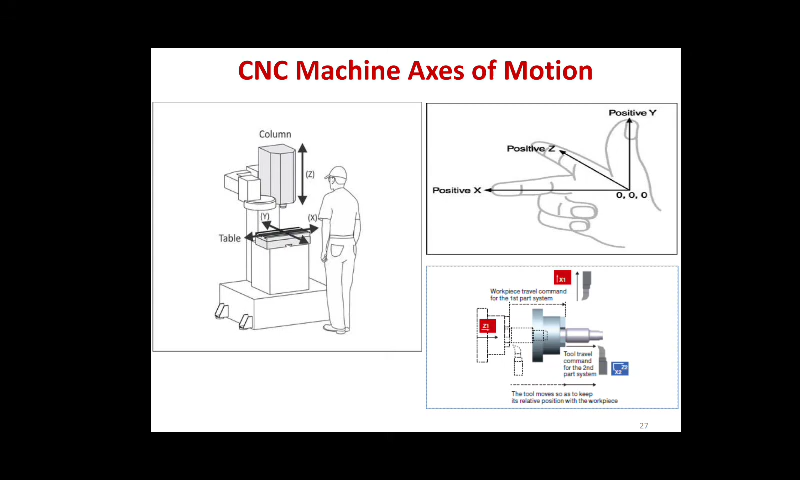 CNC Machine Axes of Motion
Column
(Z)
(Y)
(X)
Table
Positive Y
Positive Z
Positive X
0, 0, 0
X1
Workpiece travel command
for the 1st part system
Z1
Tool travel
command
for the 2nd
part system
Z2
X2
The tool moves so as to keep
its relative position with the workpiece
27